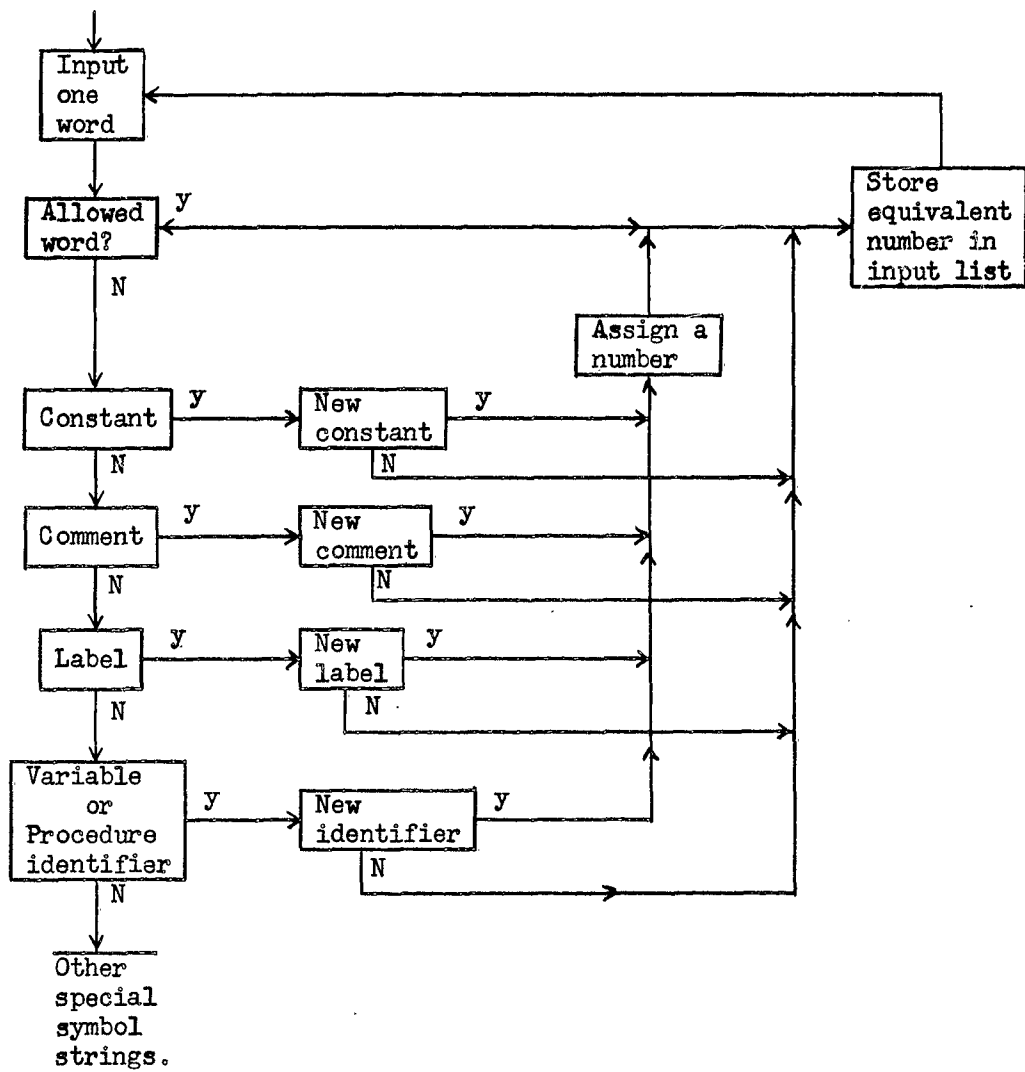 Input
one
word
Allowed
word?
y
N
Store
equivalent
number in
input list
Assign a
number
Constant
y
N
New
constant
y
N
Comment
y
N
New
comment
y
N
Label
y
N
New
label
y
N
Variable
or
Procedure
identifier
y
N
New
identifier
y
N
Other
special
symbol
strings.